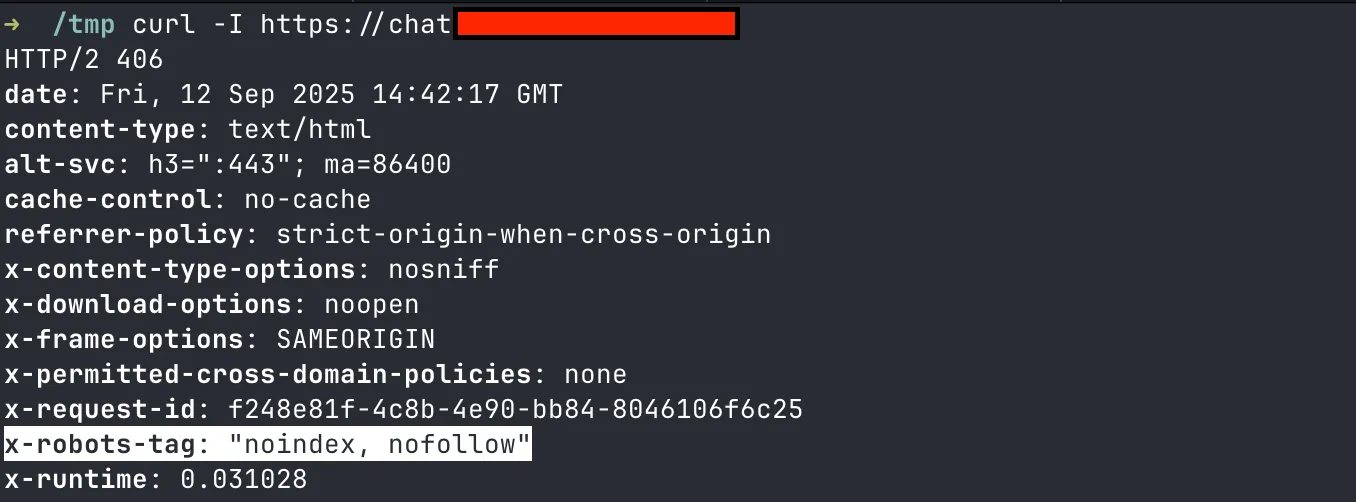 → /tmp curl -I https://chat
HTTP/2 406
date: Fri, 12 Sep 2025 14:42:17 GMT
content-type: text/html
alt-svc: h3=":443"; ma=86400
cache-control: no-cache
referrer-policy: strict-origin-when-cross-origin
x-content-type-options: nosniff
x-download-options: noopen
x-frame-options: SAMEORIGIN
x-permitted-cross-domain-policies: none
x-request-id: f248e81f-4c8b-4e90-bb84-8046106f6c25
x-robots-tag: "noindex, nofollow"
x-runtime: 0.031028